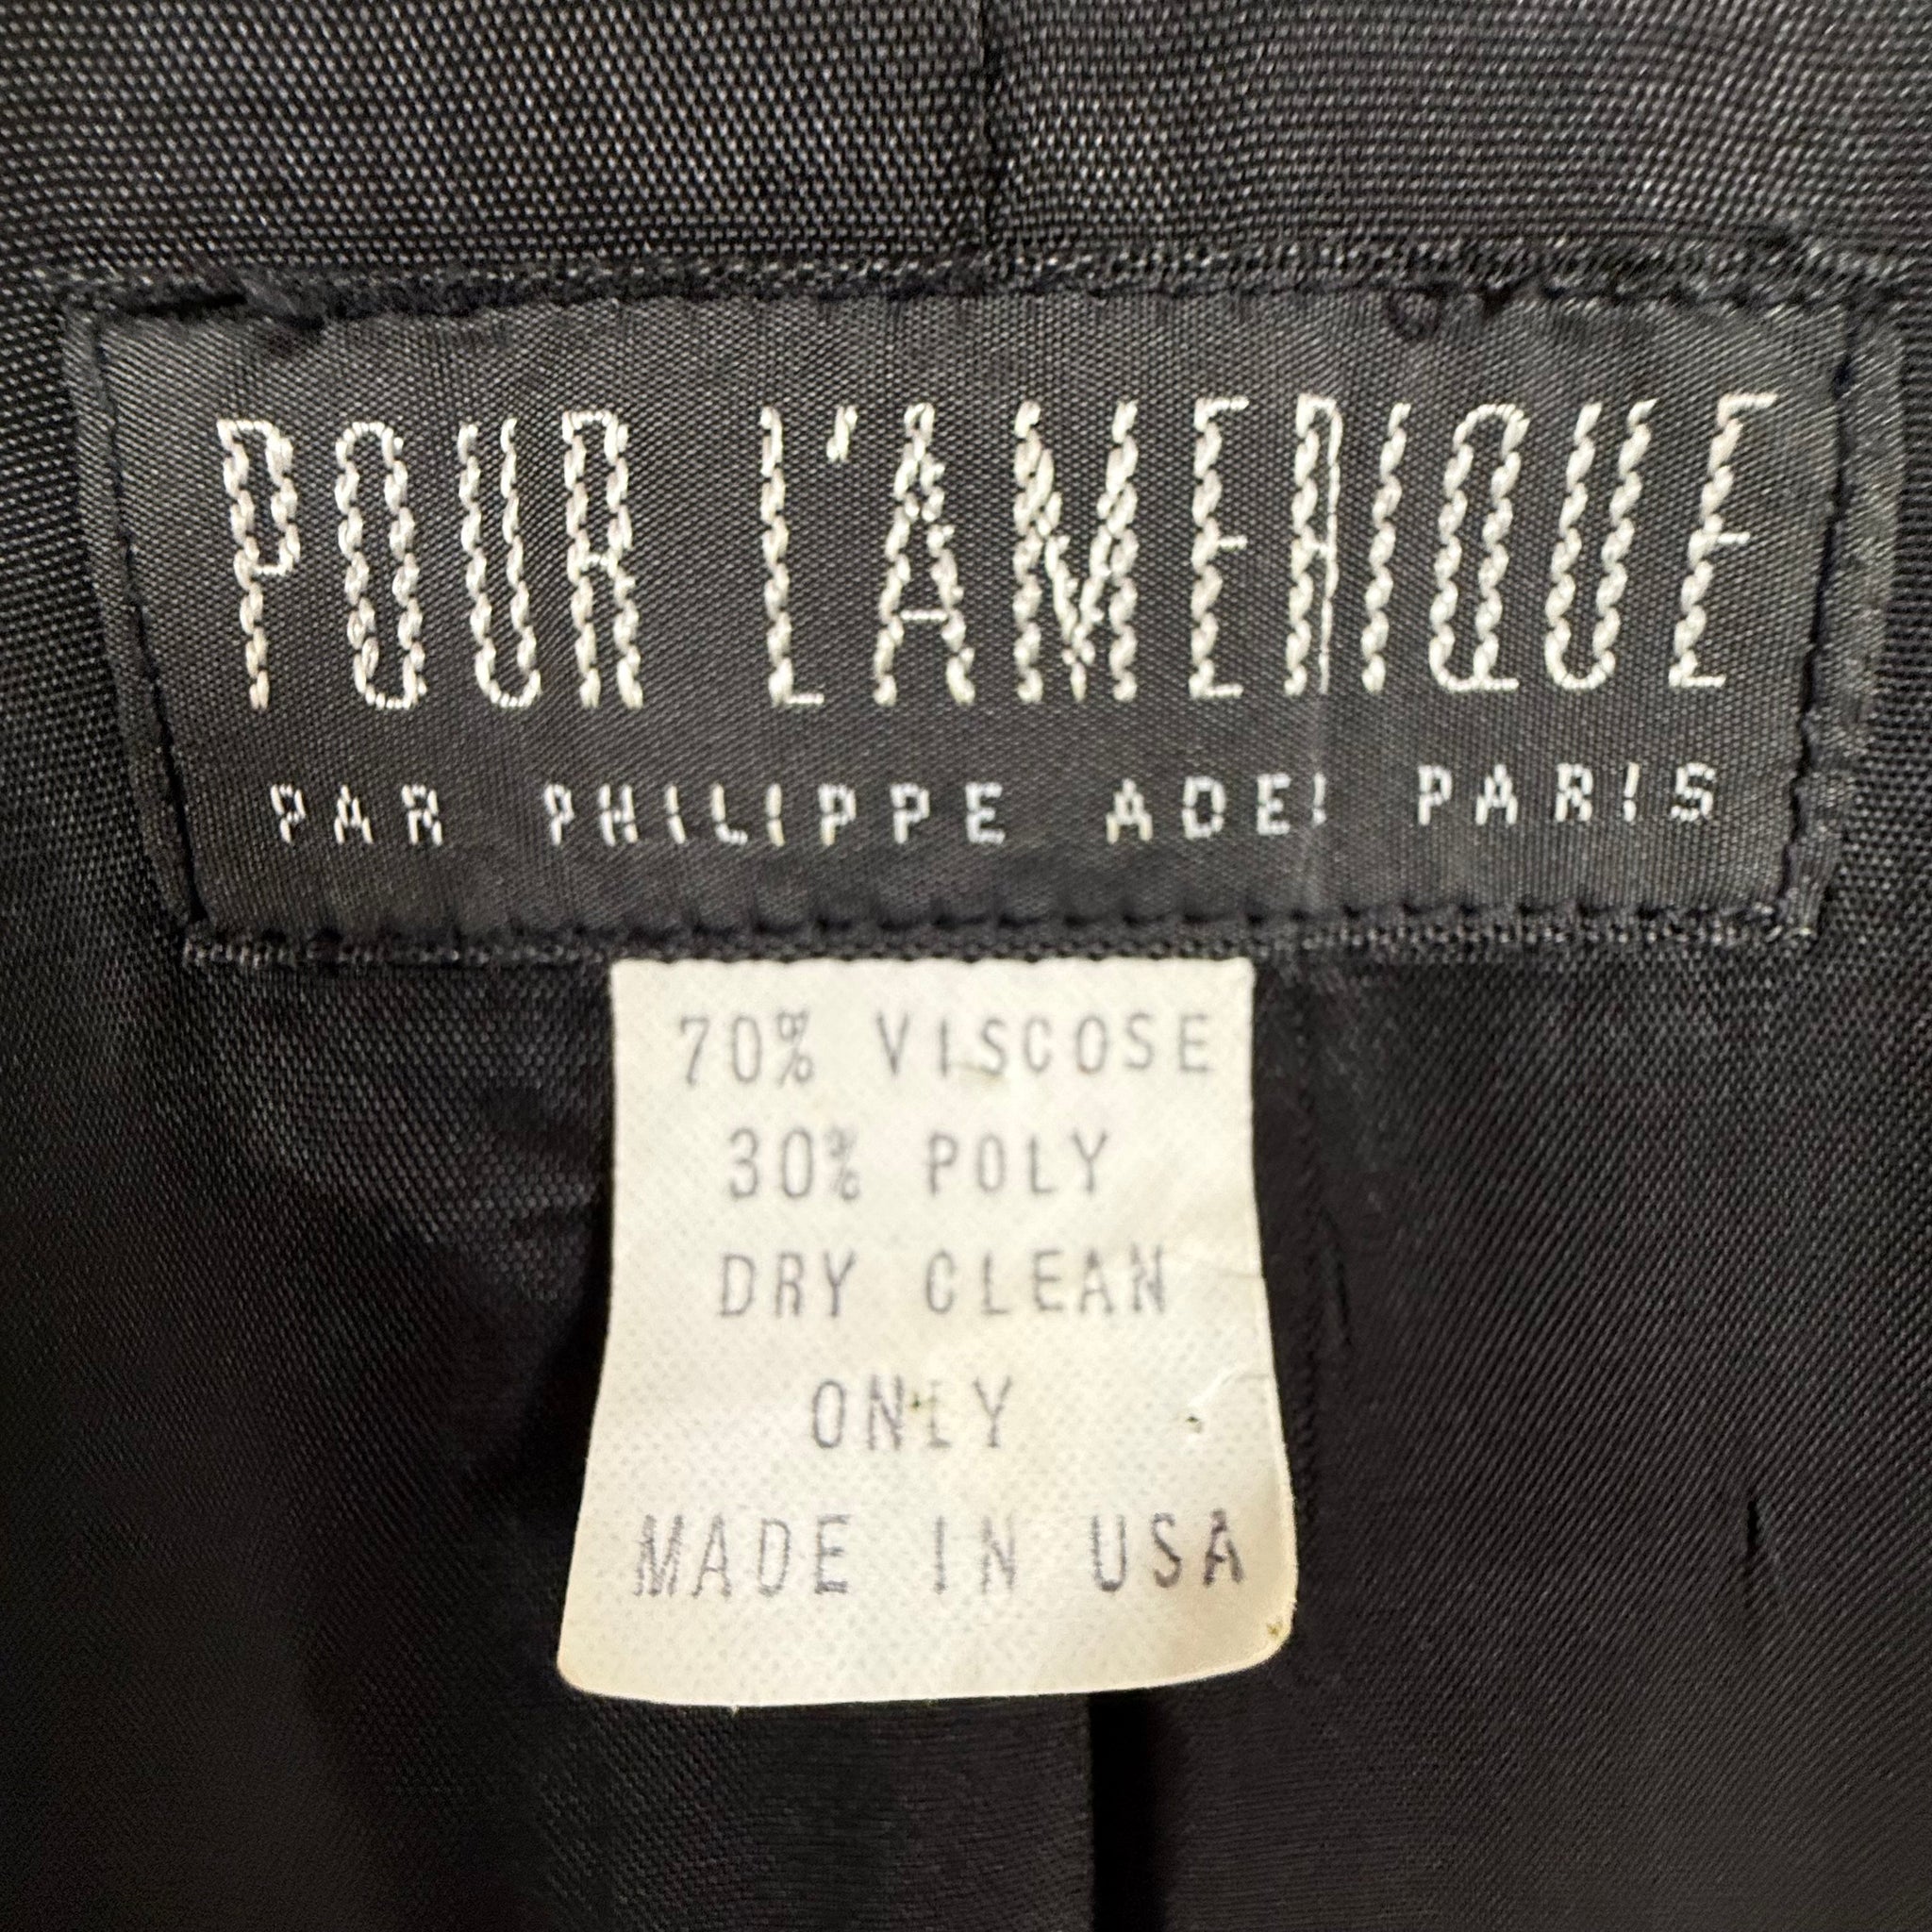 POUR L'AMERIQUE
PAR PHILIPPE ADEL PARIS
70% VISCOSE
30% POLY
DRY CLEAN
ONLY
MADE IN USA